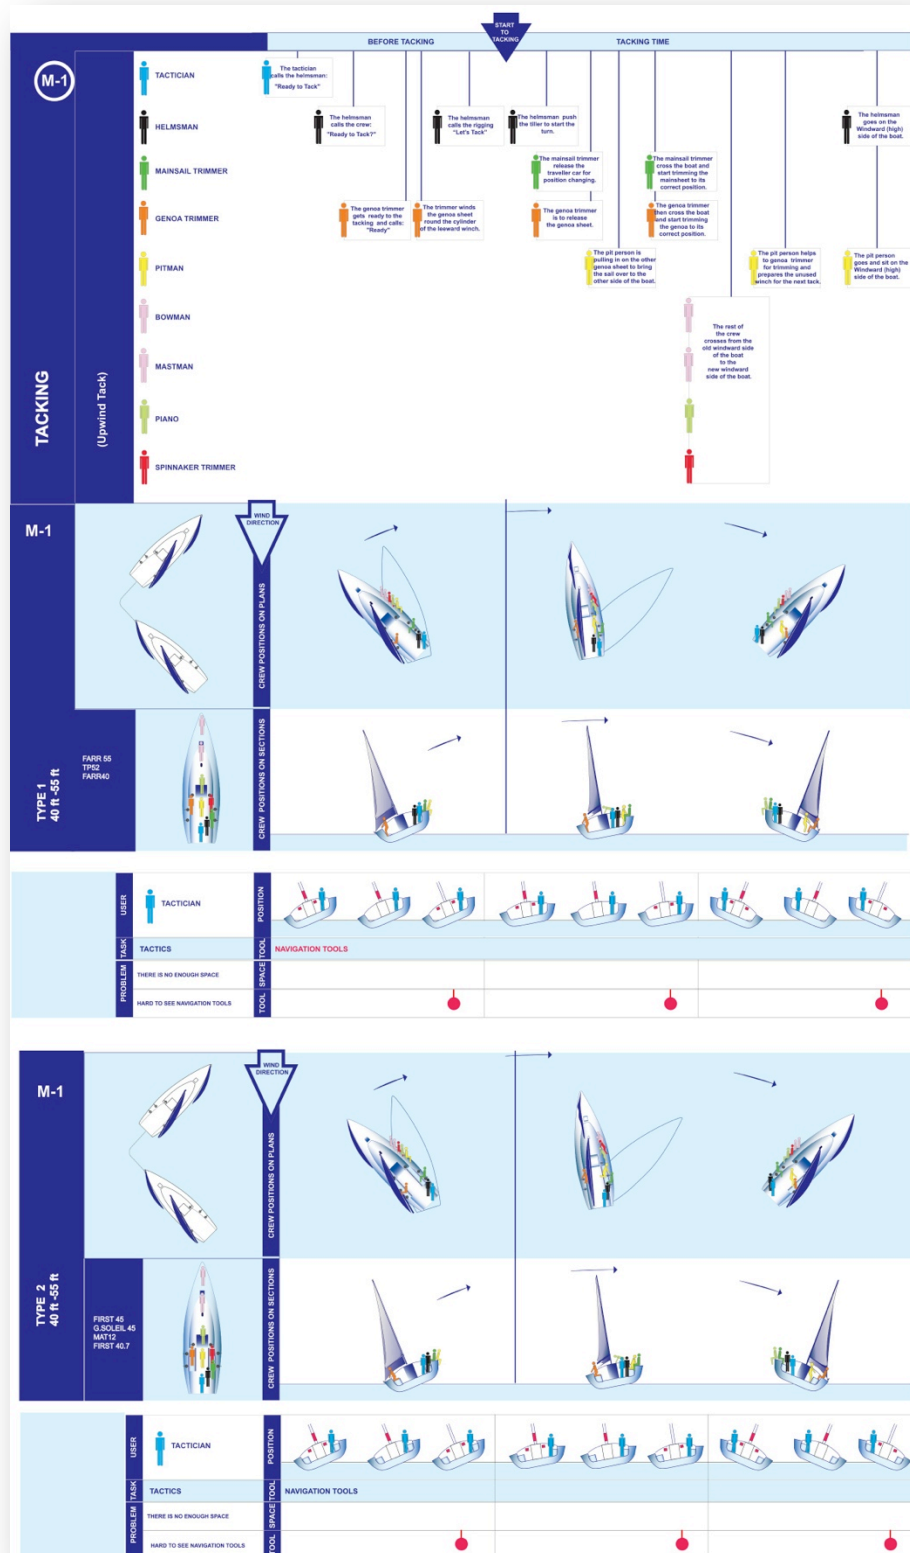 START
TO
TACKING
BEFORE TACKING
TACKING TIME
M-1
TACKING
(Upwind Tack)
TACTICIAN
HELMSMAN
MAINSAIL TRIMMER
GENOA TRIMMER
PITMAN
BOWMAN
MASTMAN
PIANO
SPINNAKER TRIMMER
The tactician
calls the helmsman:
"Ready to Tack"
The helmsman
calls the crew:
"Ready to Tack?"
The helmsman
calls the rigging
"Let's Tack"
The helmsman push
the tiller to start the
turn.
The helmsman
goes on the
Windward (high)
side of the boat.
The mainsail trimmer
release the
traveller car for
position changing.
The mainsail trimmer
cross the boat and
start trimming the
mainsheet to its
correct position.
The genoa trimmer
gets ready to the
tacking and calls:
"Ready"
The trimmer winds
the genoa sheet
round the cylinder
of the leeward winch.
The genoa trimmer
is to release
the genoa sheet.
The genoa trimmer
then cross the boat
and start trimming
the genoa to its
correct position.
The pit person is
pulling in on the other
genoa sheet to bring
the sail over to the
other side of the boat.
The pit person helps
to genoa trimmer
for trimming and
prepares the unused
winch for the next tack.
The pit person
goes and sit on the
Windward (high)
side of the boat.
The rest of
the crew
crosses from the
old windward side
of the boat
to the
new windward
side of the boat.
M-1
WIND
DIRECTION
CREW POSITIONS ON PLANS
TYPE 1
40 ft -55 ft
FARR 55
TP52
FARR40
CREW POSITIONS ON SECTIONS
USER
TACTICIAN
POSITION
TASK
TACTICS
TOOL
NAVIGATION TOOLS
PROBLEM
THERE IS NO ENOUGH SPACE
SPACE
HARD TO SEE NAVIGATION TOOLS
TOOL
M-1
WIND
DIRECTION
CREW POSITIONS ON PLANS
TYPE 2
40 ft -55 ft
FIRST 45
G.SOLEIL 45
MAT12
FIRST 40.7
CREW POSITIONS ON SECTIONS
USER
TACTICIAN
POSITION
TASK
TACTICS
TOOL
NAVIGATION TOOLS
PROBLEM
THERE IS NO ENOUGH SPACE
SPACE
HARD TO SEE NAVIGATION TOOLS
TOOL